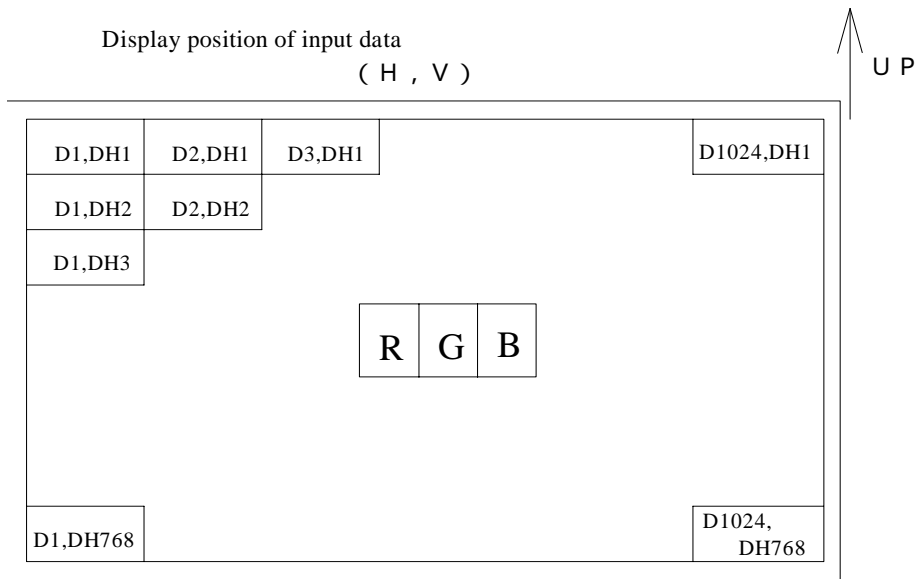 Display position of input data
( H , V )
U P
D1,DH1 D2,DH1 D3,DH1 D1024,DH1
D1,DH2 D2,DH2
D1,DH3
R G B
D1,DH768 D1024,
DH768